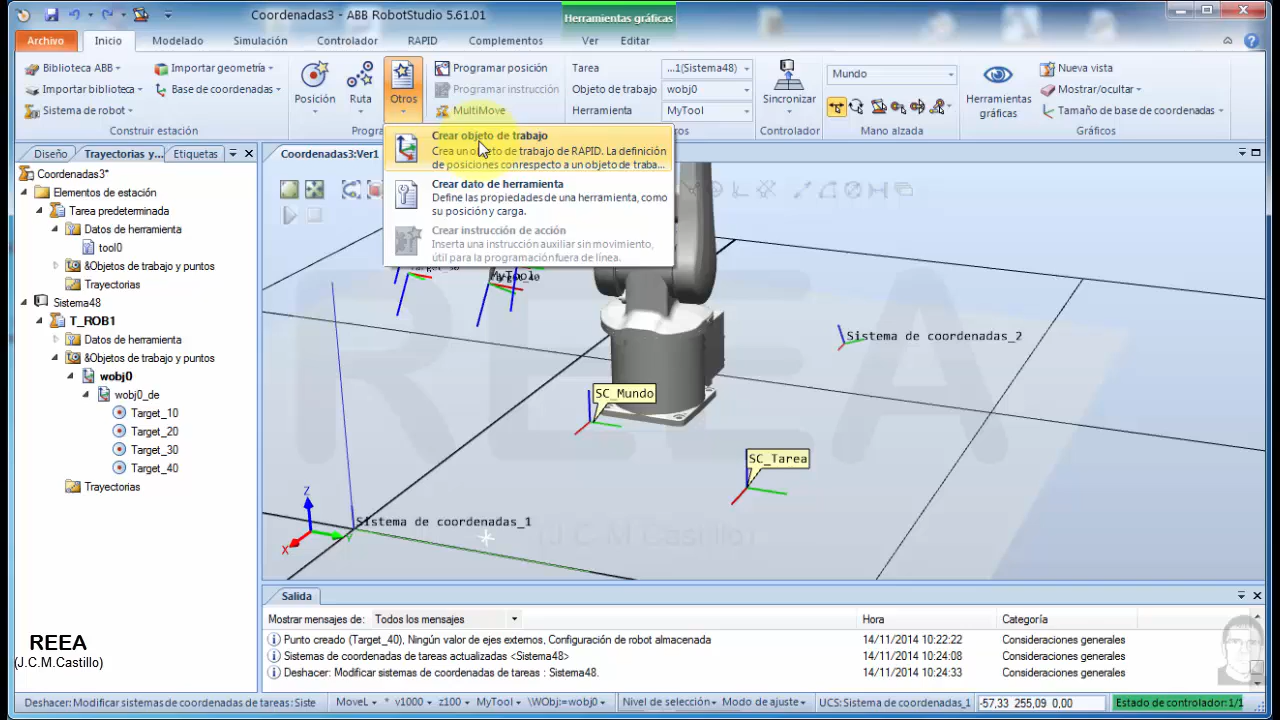 Coordenadas3 - ABB RobotStudio 5.61.01
Herramientas gráficas
Archivo
Inicio
Modelado
Simulación
Controlador
RAPID
Complementos
Ver
Editar
Biblioteca ABB
Importar geometría
Importar biblioteca
Base de coordenadas
Sistema de robot
Construir estación
Posición
Ruta
Otros
Programar posición
Programar instrucción
MultiMove
Tarea
...1(Sistema48)
Objeto de trabajo
wobj0
Herramienta
MyTool
Sincronizar
Controlador
Mundo
Mano alzada
Herramientas
gráficas
Nueva vista
Mostrar/ocultar
Tamaño de base de coordenadas
Gráficos
Crear objeto de trabajo
Crea un objeto de trabajo de RAPID. La definición
de posiciones con respecto a un objeto de traba...
Crear dato de herramienta
Define las propiedades de una herramienta, como
su posición y carga.
Crear instrucción de acción
Inserta una instrucción auxiliar sin movimiento,
útil para la programación fuera de línea.
Diseño
Trayectorias y...
Etiquetas
Coordenadas3:Ver1
Coordenadas3*
Elementos de estación
Tarea predeterminada
Datos de herramienta
tool0
&Objetos de trabajo y puntos
Trayectorias
Sistema48
T_ROB1
Datos de herramienta
&Objetos de trabajo y puntos
wobj0
wobj0_de
Target_10
Target_20
Target_30
Target_40
Trayectorias
MyTool
Sistema de coordenadas_2
SC_Mundo
SC_Tarea
Sistema de coordenadas_1
Z
X
Y
REEA
(J.C.M.Castillo)
REEA
(J.C.M.Castillo)
Salida
Mostrar mensajes de:
Todos los mensajes
Hora
Categoría
Punto creado (Target_40), Ningún valor de ejes externos, Configuración de robot almacenada
14/11/2014 10:22:22
Consideraciones generales
Sistemas de coordenadas de tareas actualizadas <Sistema48>
14/11/2014 10:24:08
Consideraciones generales
Deshacer: Modificar sistemas de coordenadas de tareas : Sistema48.
14/11/2014 10:24:33
Consideraciones generales
Deshacer: Modificar sistemas de coordenadas de tareas: Siste
MoveL * v1000 z100 MyTool \WObj:=wobj0
Nivel de selección
Modo de ajuste
UCS: Sistema de coordenadas_1
-57,33 255,09 0,00
Estado de controlador: 1/1